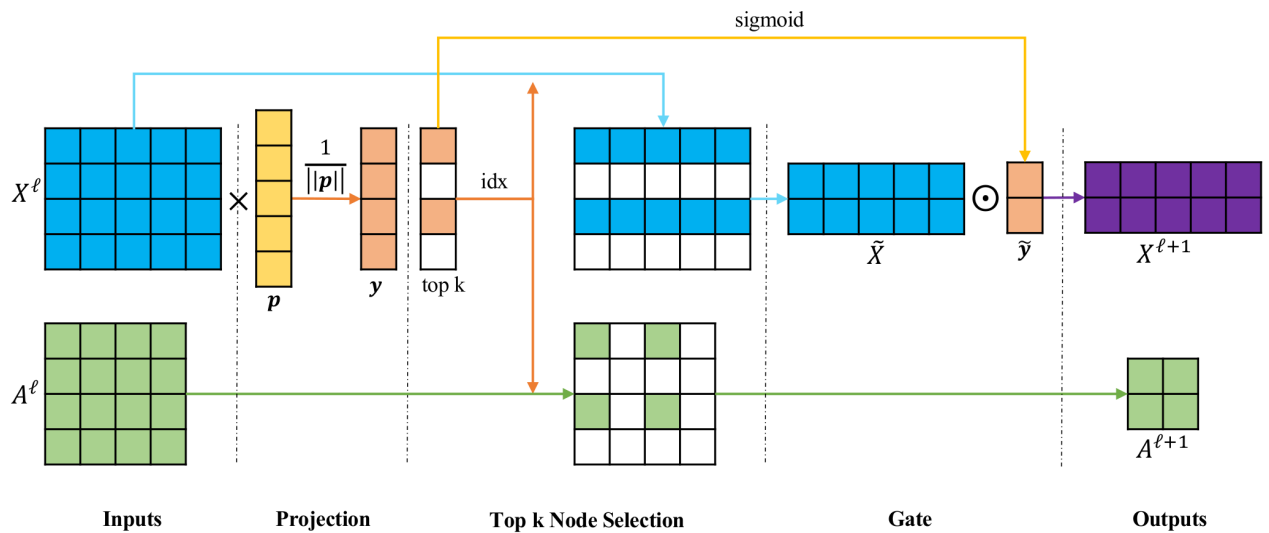 sigmoid
X^ℓ
×
1
||p||
idx
top k
p
y
X̃
⊙
ỹ
X^{ℓ+1}
A^ℓ
A^{ℓ+1}
Inputs
Projection
Top k Node Selection
Gate
Outputs